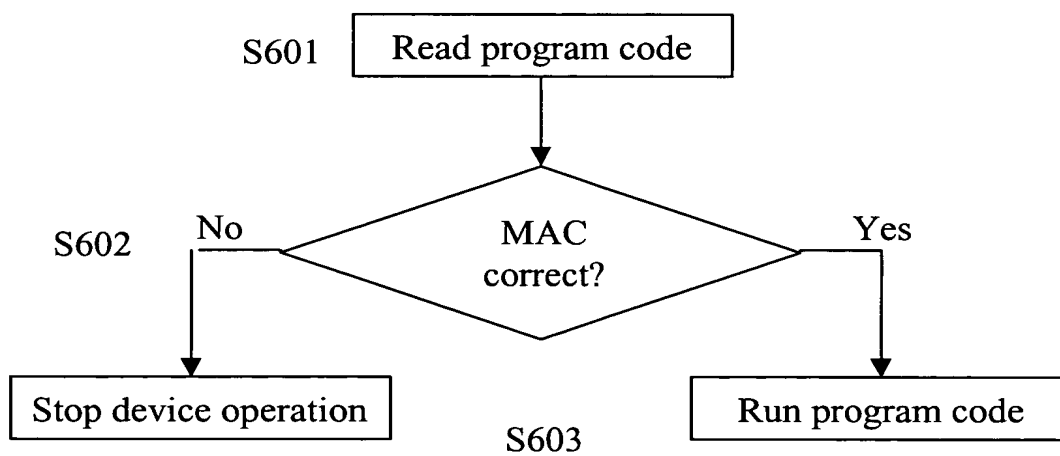 S601
Read program code
No
Yes
S602
MAC
correct?
Stop device operation
Run program code
S603